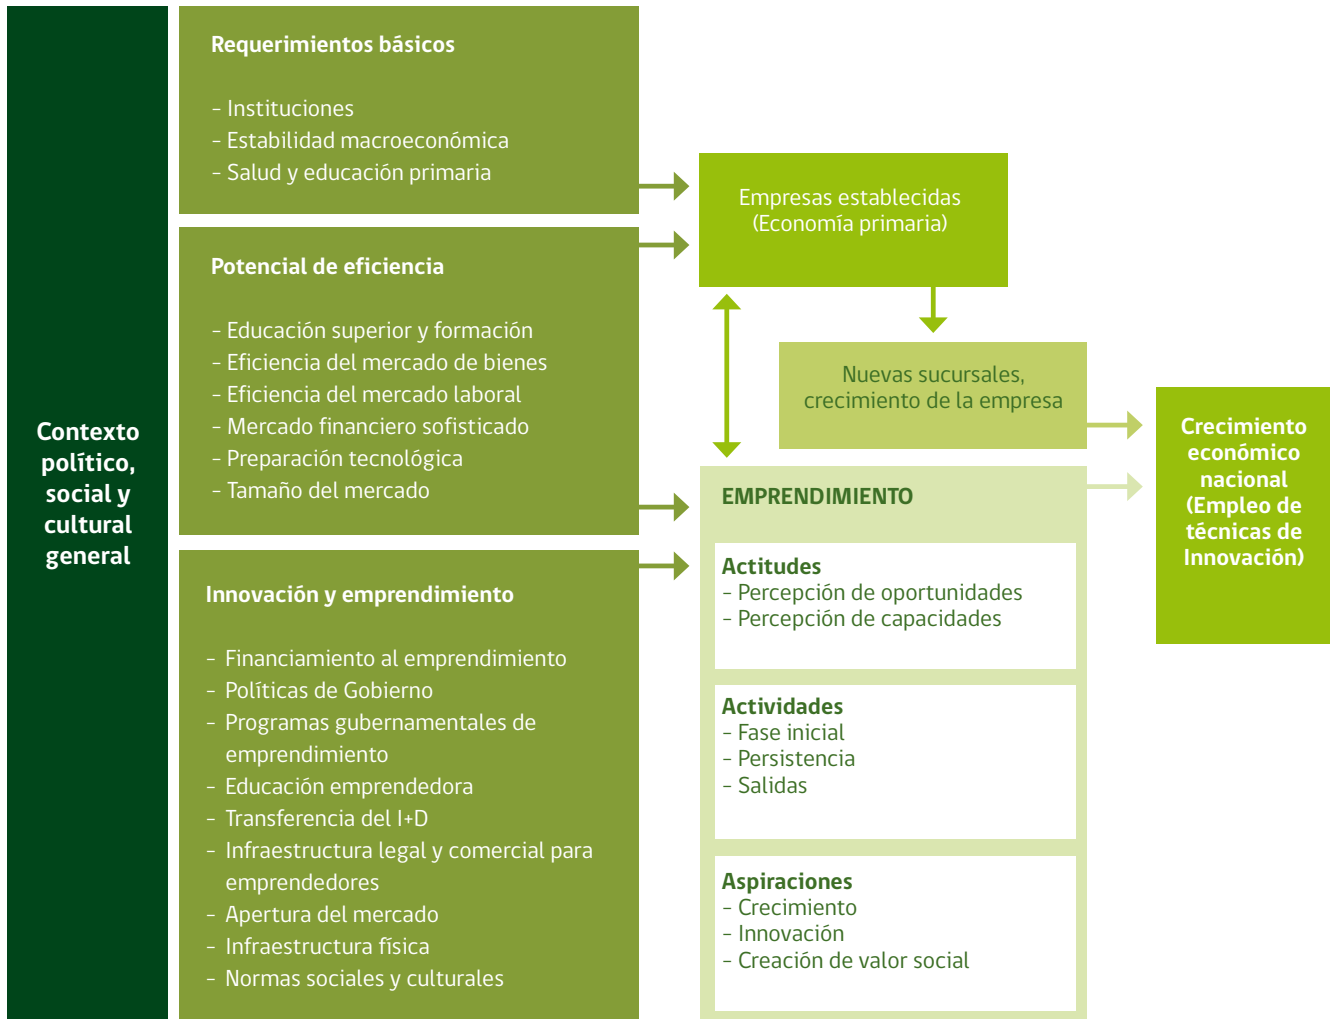 Contexto
político,
social y
cultural
general
Requerimientos básicos
- Instituciones
- Estabilidad macroeconómica
- Salud y educación primaria
Potencial de eficiencia
- Educación superior y formación
- Eficiencia del mercado de bienes
- Eficiencia del mercado laboral
- Mercado financiero sofisticado
- Preparación tecnológica
- Tamaño del mercado
Innovación y emprendimiento
- Financiamiento al emprendimiento
- Políticas de Gobierno
- Programas gubernamentales de
emprendimiento
- Educación emprendedora
- Transferencia del I+D
- Infraestructura legal y comercial para
emprendedores
- Apertura del mercado
- Infraestructura física
- Normas sociales y culturales
Empresas establecidas
(Economía primaria)
Nuevas sucursales,
crecimiento de la empresa
EMPRENDIMIENTO
Actitudes
- Percepción de oportunidades
- Percepción de capacidades
Actividades
- Fase inicial
- Persistencia
- Salidas
Aspiraciones
- Crecimiento
- Innovación
- Creación de valor social
Crecimiento
económico
nacional
(Empleo de
técnicas de
Innovación)